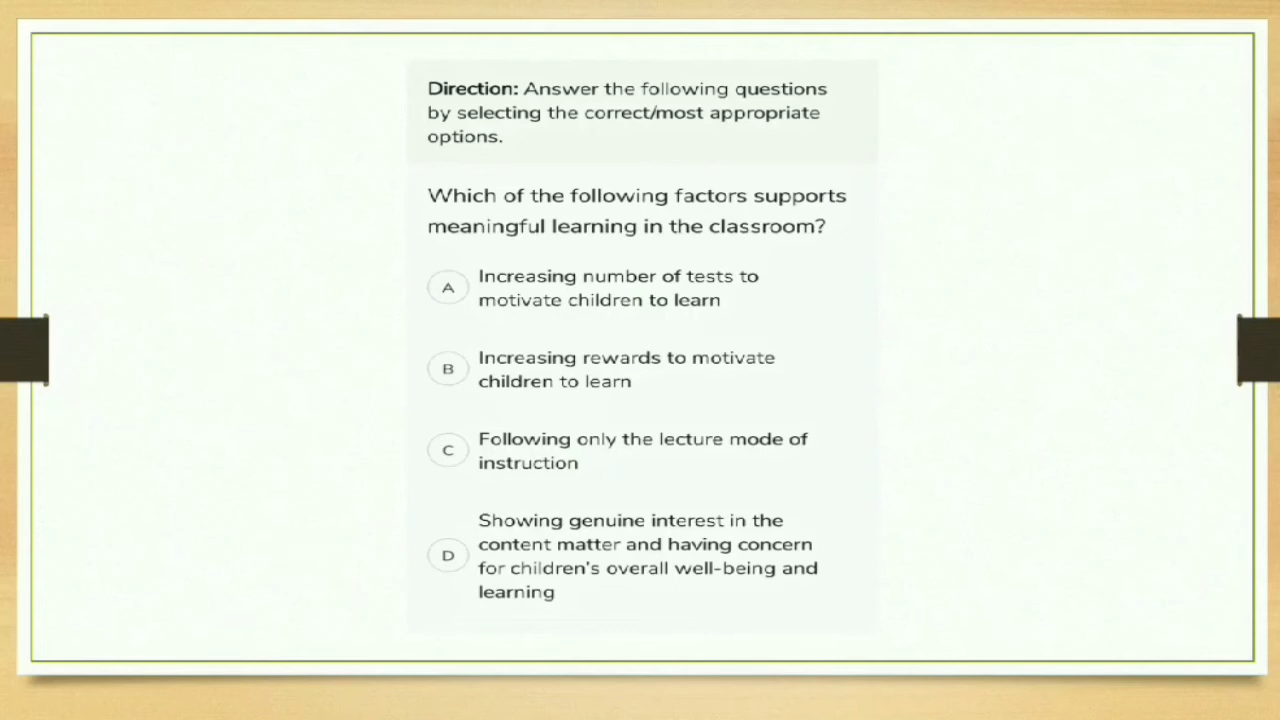 Direction: Answer the following questions
by selecting the correct/most appropriate
options.
Which of the following factors supports
meaningful learning in the classroom?
A Increasing number of tests to
motivate children to learn
B Increasing rewards to motivate
children to learn
C Following only the lecture mode of
instruction
D Showing genuine interest in the
content matter and having concern
for children's overall well-being and
learning